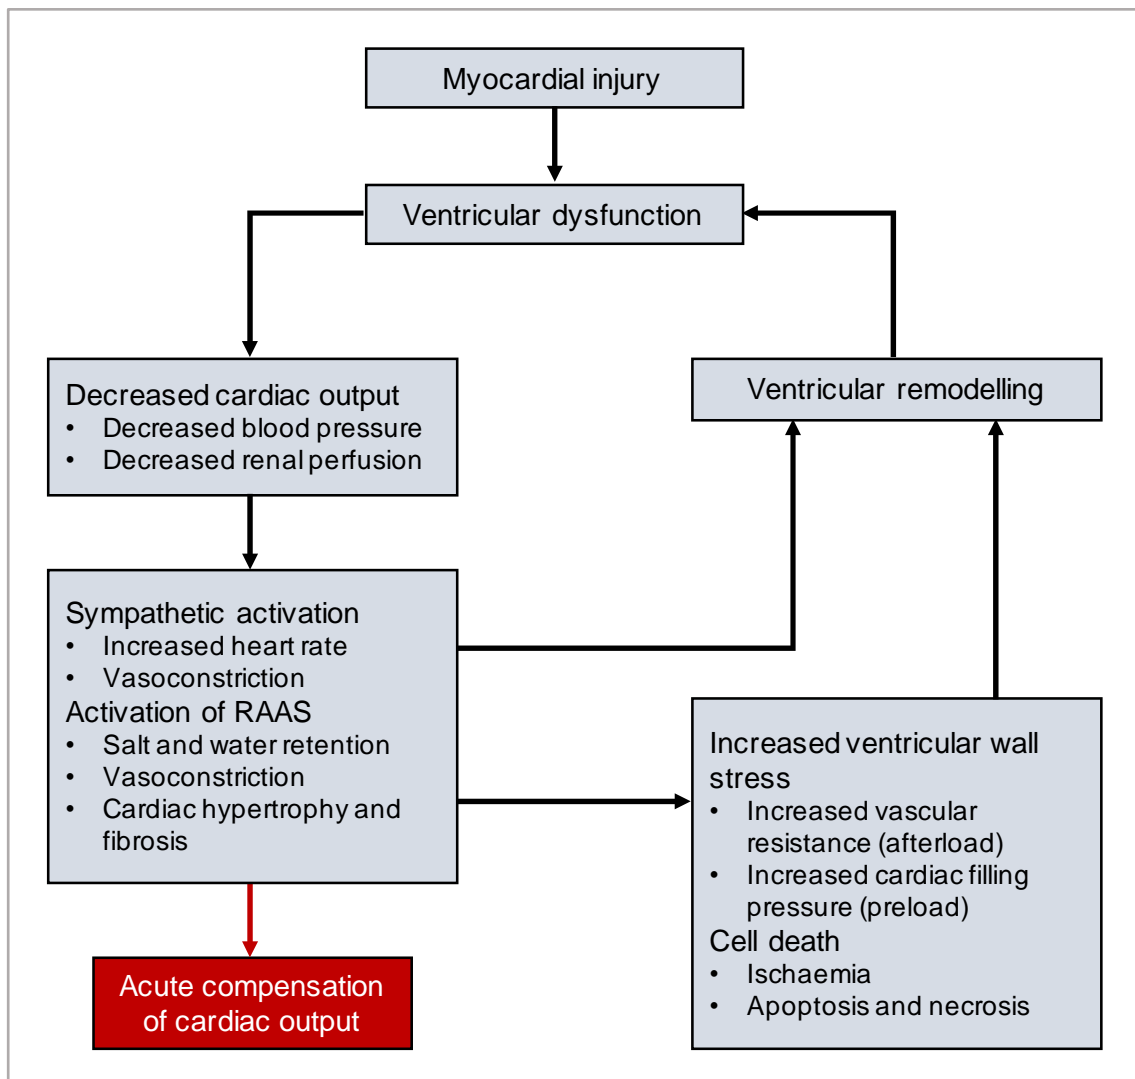 Myocardial injury
Ventricular dysfunction
Decreased cardiac output
• Decreased blood pressure
• Decreased renal perfusion
Ventricular remodelling
Sympathetic activation
• Increased heart rate
• Vasoconstriction
Activation of RAAS
• Salt and water retention
• Vasoconstriction
• Cardiac hypertrophy and
fibrosis
Increased ventricular wall
stress
• Increased vascular
resistance (afterload)
• Increased cardiac filling
pressure (preload)
Cell death
• Ischaemia
• Apoptosis and necrosis
Acute compensation
of cardiac output